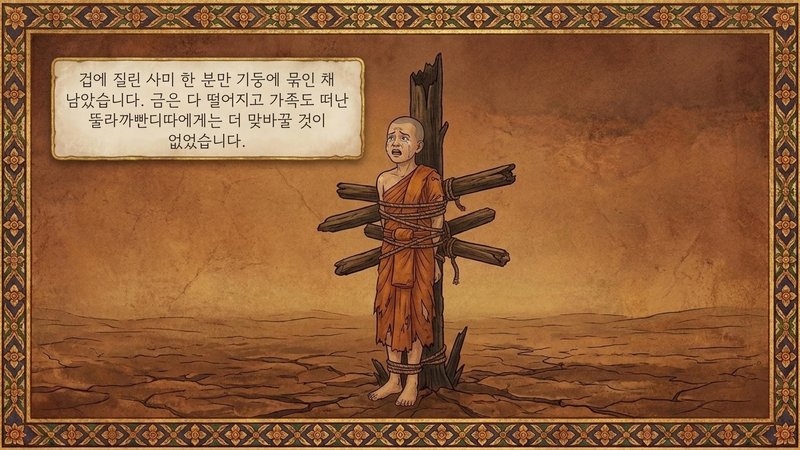 겁에 질린 사미 한 분만 기둥에 묶인 채
남았습니다. 금은 다 떨어지고 가족도 떠난
뚤라까빤디따에게는 더 맞바꿀 것이
없었습니다.